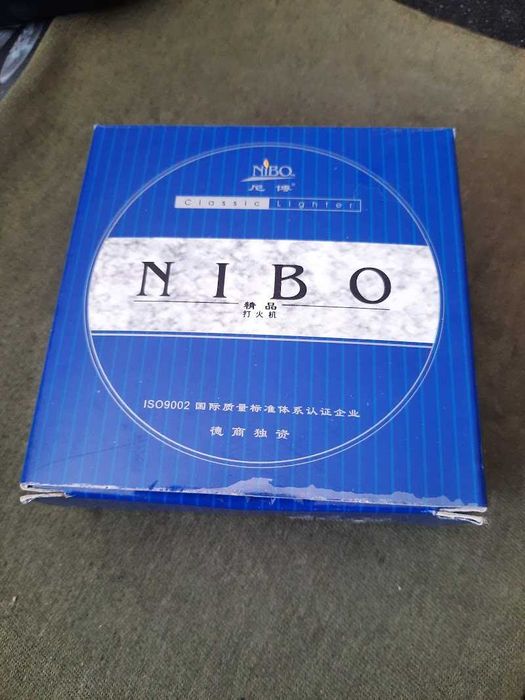 NIBO
尼博®
Classic Lighter
NIBO
精品
打火机
ISO9002 国际质量标准体系认证企业
德商独资